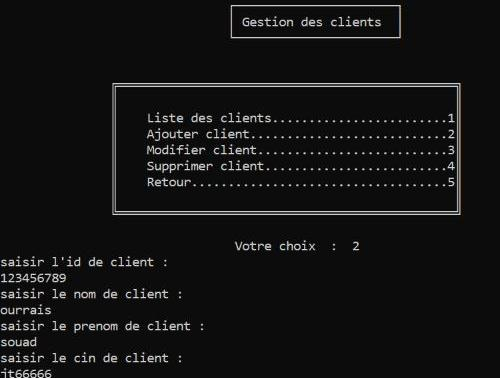 Gestion des clients
Liste des clients........................1
Ajouter client...........................2
Modifier client..........................3
Supprimer client.........................4
Retour...................................5
Votre choix : 2
saisir l'id de client :
123456789
saisir le nom de client :
ourrais
saisir le prenom de client :
souad
saisir le cin de client :
jt66666